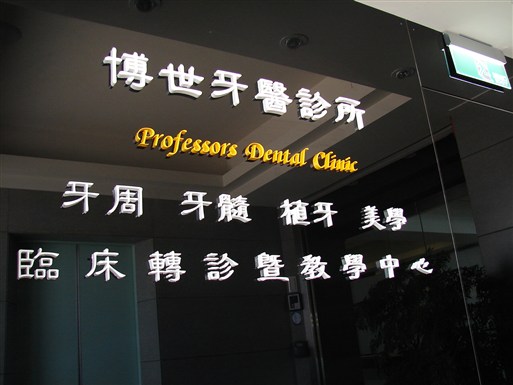 博世牙醫診所
Professors Dental Clinic
牙周 牙髓 植牙 美學
臨床轉診暨教學中心